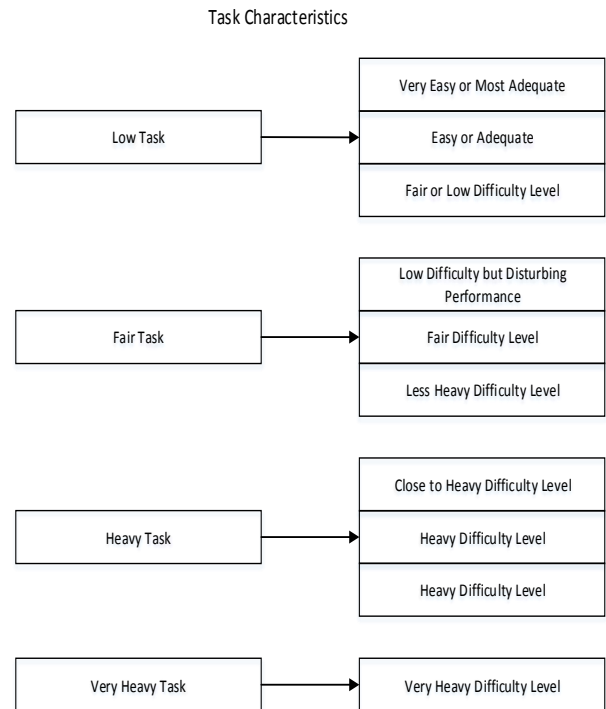 Task Characteristics
Low Task
Very Easy or Most Adequate
Easy or Adequate
Fair or Low Difficulty Level
Fair Task
Low Difficulty but Disturbing
Performance
Fair Difficulty Level
Less Heavy Difficulty Level
Heavy Task
Close to Heavy Difficulty Level
Heavy Difficulty Level
Heavy Difficulty Level
Very Heavy Task
Very Heavy Difficulty Level